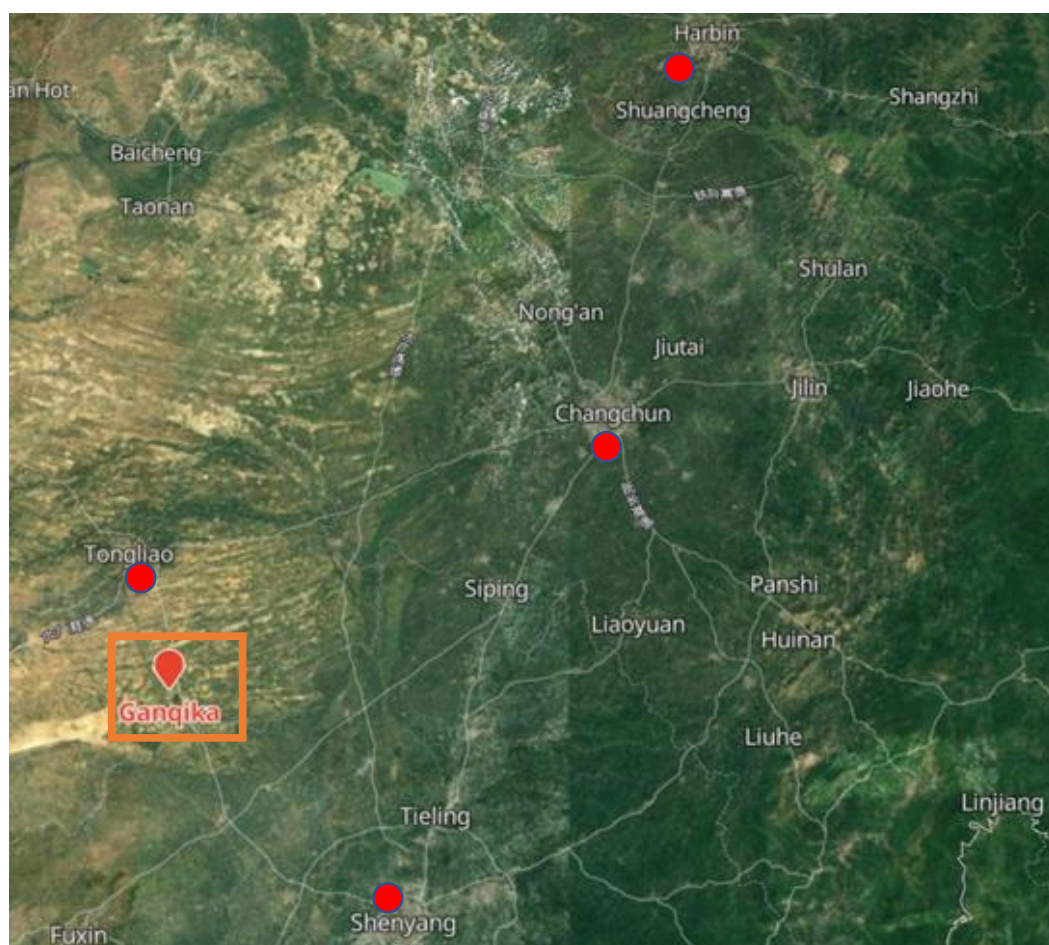 Harbin
an Hot
Shangzhi
Shuangcheng
Baicheng
Taonan
Shulan
Nong'an
Jiutai
Jilin
Jiaohe
Changchun
Tongliao
Siping
Panshi
Liaoyuan
Huinan
Ganqika
Liuhe
Linjiang
Tieling
Shenyang
Fuxin